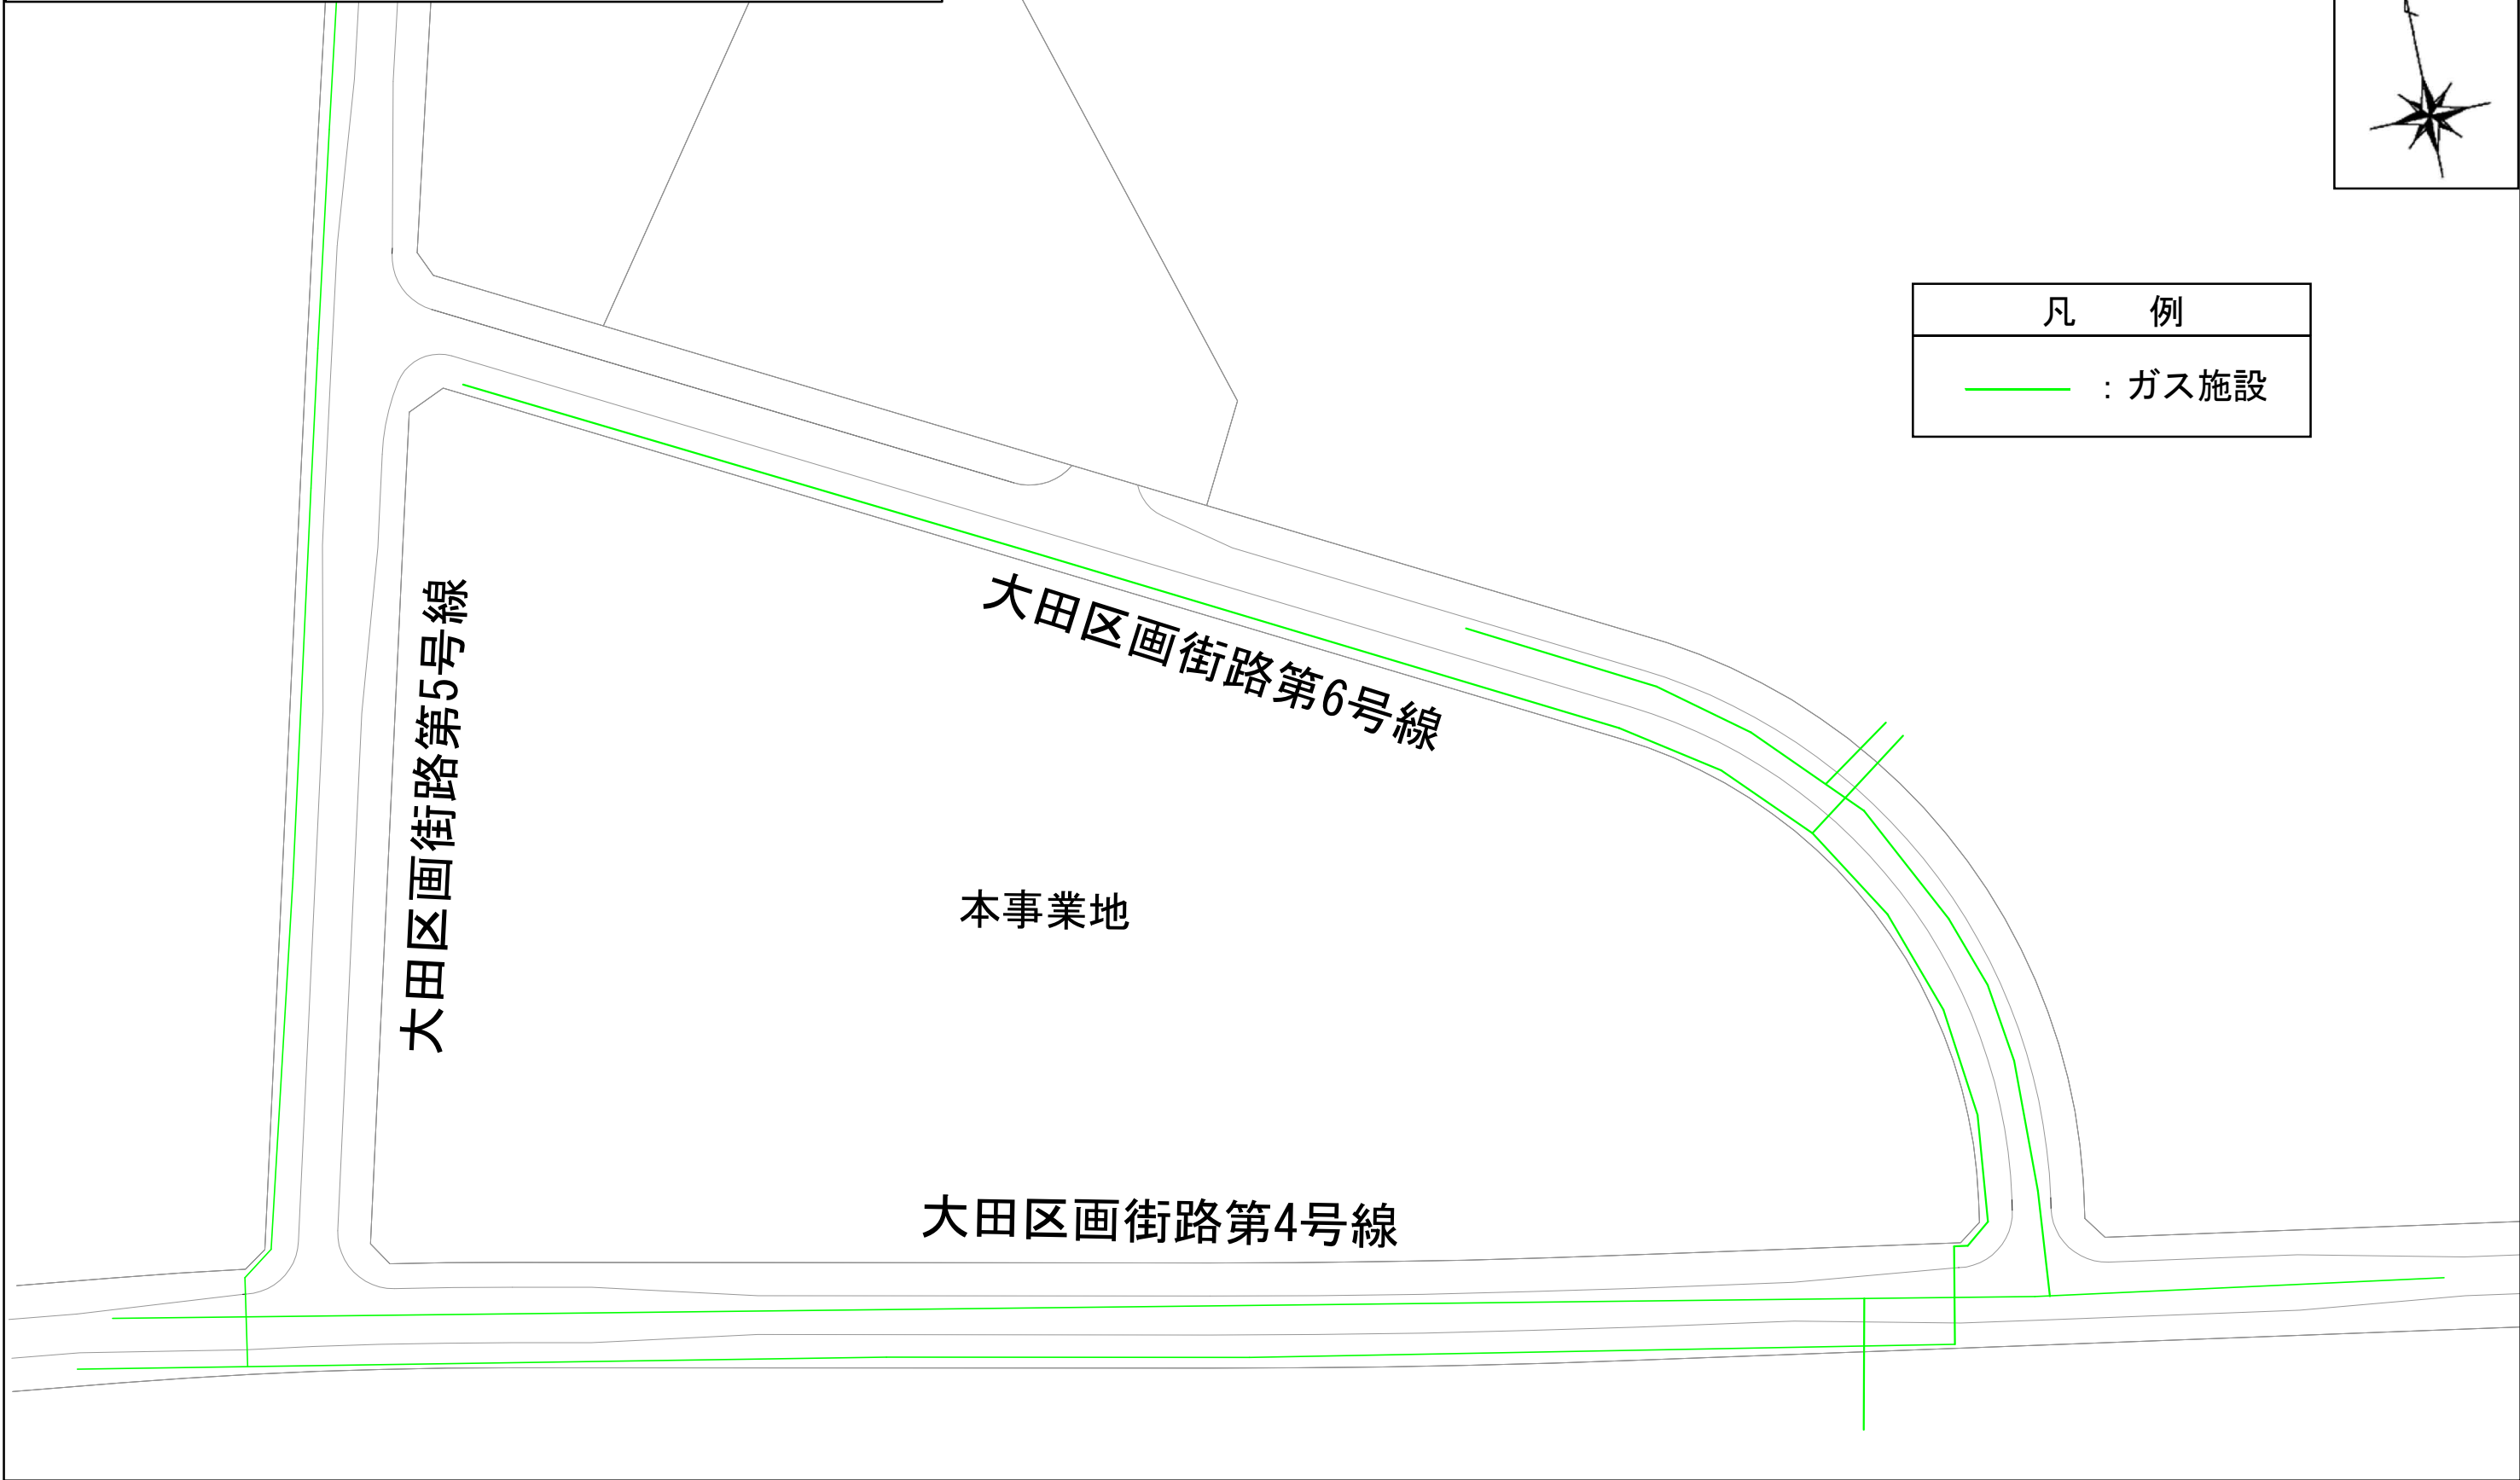 凡　例
：ガス施設
大田区画街路第6号線
大田区画街路第5号線
本事業地
大田区画街路第4号線